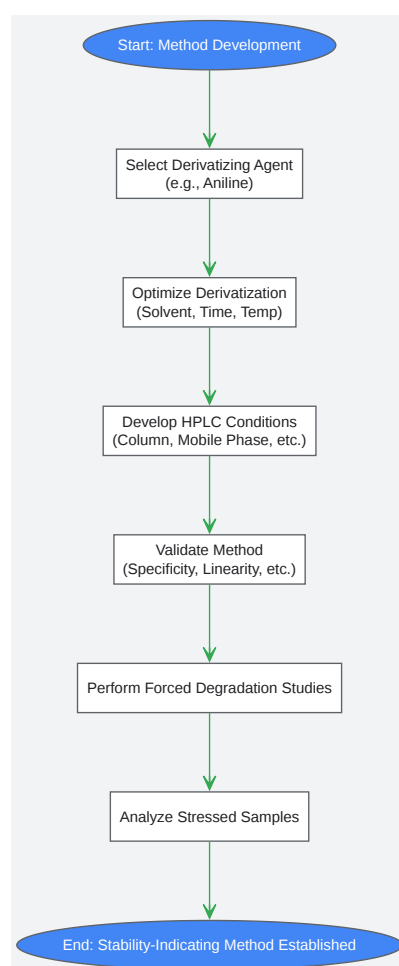 Start: Method Development
Select Derivatizing Agent
(e.g., Aniline)
Optimize Derivatization
(Solvent, Time, Temp)
Develop HPLC Conditions
(Column, Mobile Phase, etc.)
Validate Method
(Specificity, Linearity, etc.)
Perform Forced Degradation Studies
Analyze Stressed Samples
End: Stability-Indicating Method Established